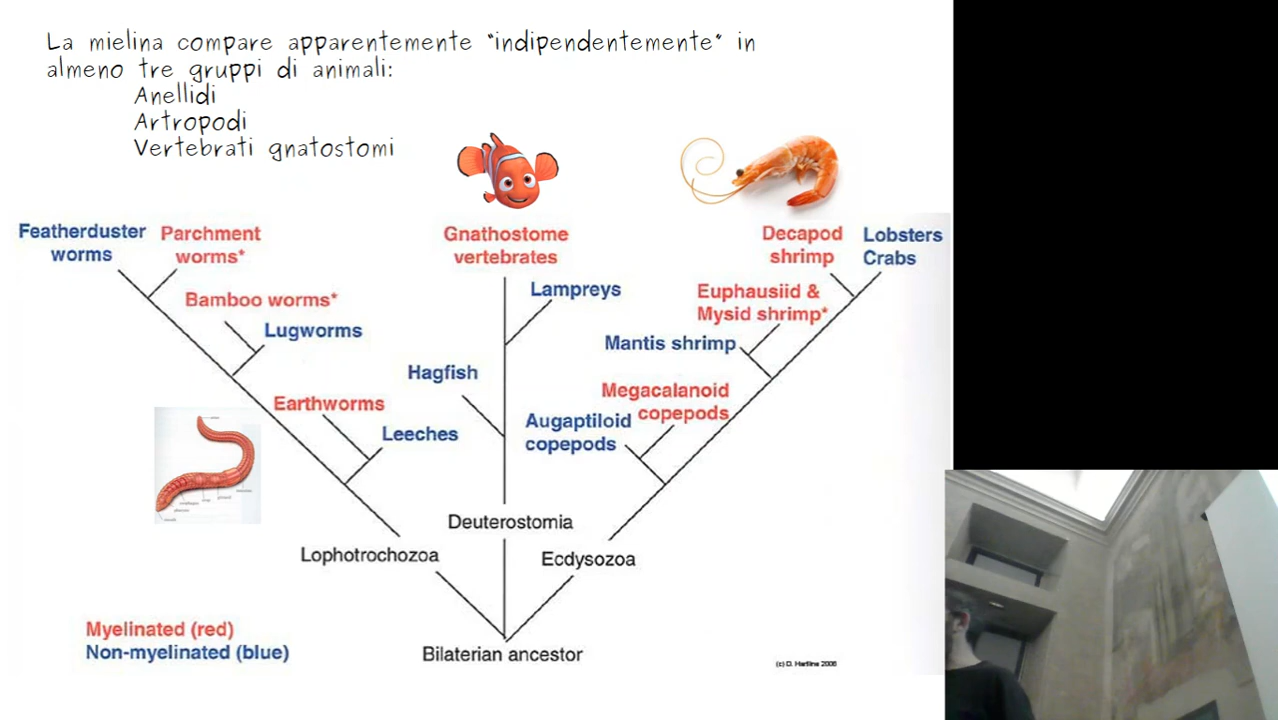 La mielina compare apparentemente "indipendentemente" in
almeno tre gruppi di animali:
Anellidi
Artropodi
Vertebrati gnatostomi
Featherduster
worms
Parchment
worms*
Gnathostome
vertebrates
Decapod
shrimp
Lobsters
Crabs
Bamboo worms*
Lampreys
Euphausiid &
Mysid shrimp*
Lugworms
Mantis shrimp
Hagfish
Megacalanoid
copepods
Earthworms
Augaptiloid
copepods
Leeches
Deuterostomia
Lophotrochozoa
Ecdysozoa
Myelinated (red)
Non-myelinated (blue)
Bilaterian ancestor
(c) D. Hartline 2008